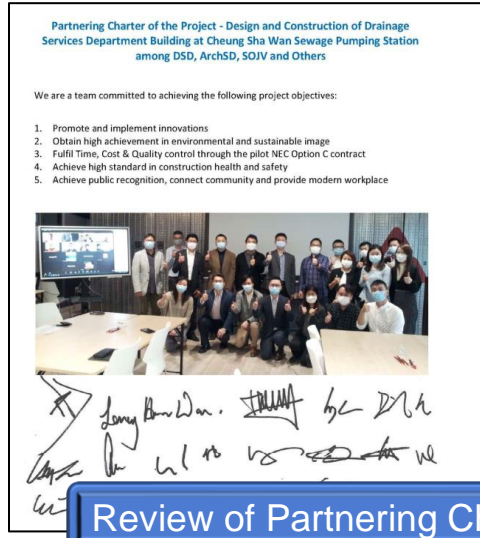 Partnering Charter of the Project - Design and Construction of Drainage
Services Department Building at Cheung Sha Wan Sewage Pumping Station
among DSD, ArchSD, SOJV and Others
We are a team committed to achieving the following project objectives:
1. Promote and implement innovations
2. Obtain high achievement in environmental and sustainable image
3. Fulfil Time, Cost & Quality control through the pilot NEC Option C contract
4. Achieve high standard in construction health and safety
5. Achieve public recognition, connect community and provide modern workplace
Review of Partnering Ch